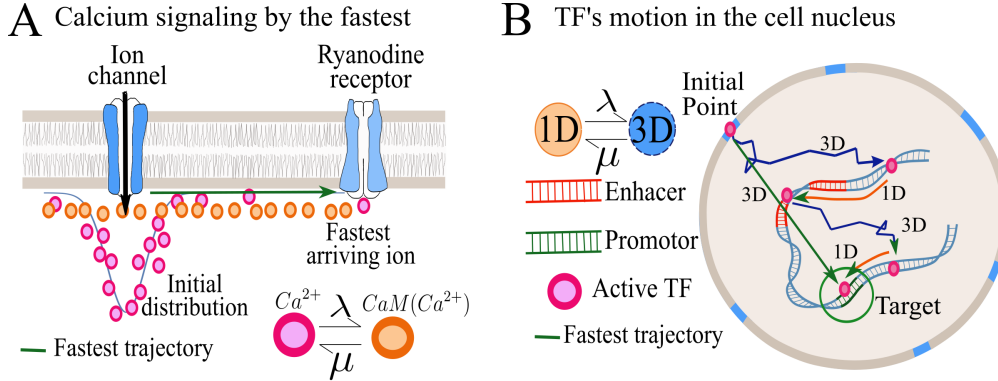 A
Calcium signaling by the fastest
Ion
channel
Ryanodine
receptor
Fastest
arriving ion
Initial
distribution
Ca²⁺
λ
μ
CaM(Ca²⁺)
Fastest trajectory
B
TF's motion in the cell nucleus
Initial
Point
1D
λ
μ
3D
Enhacer
Promotor
Active TF
Fastest trajectory
3D
1D
3D
3D
1D
Target